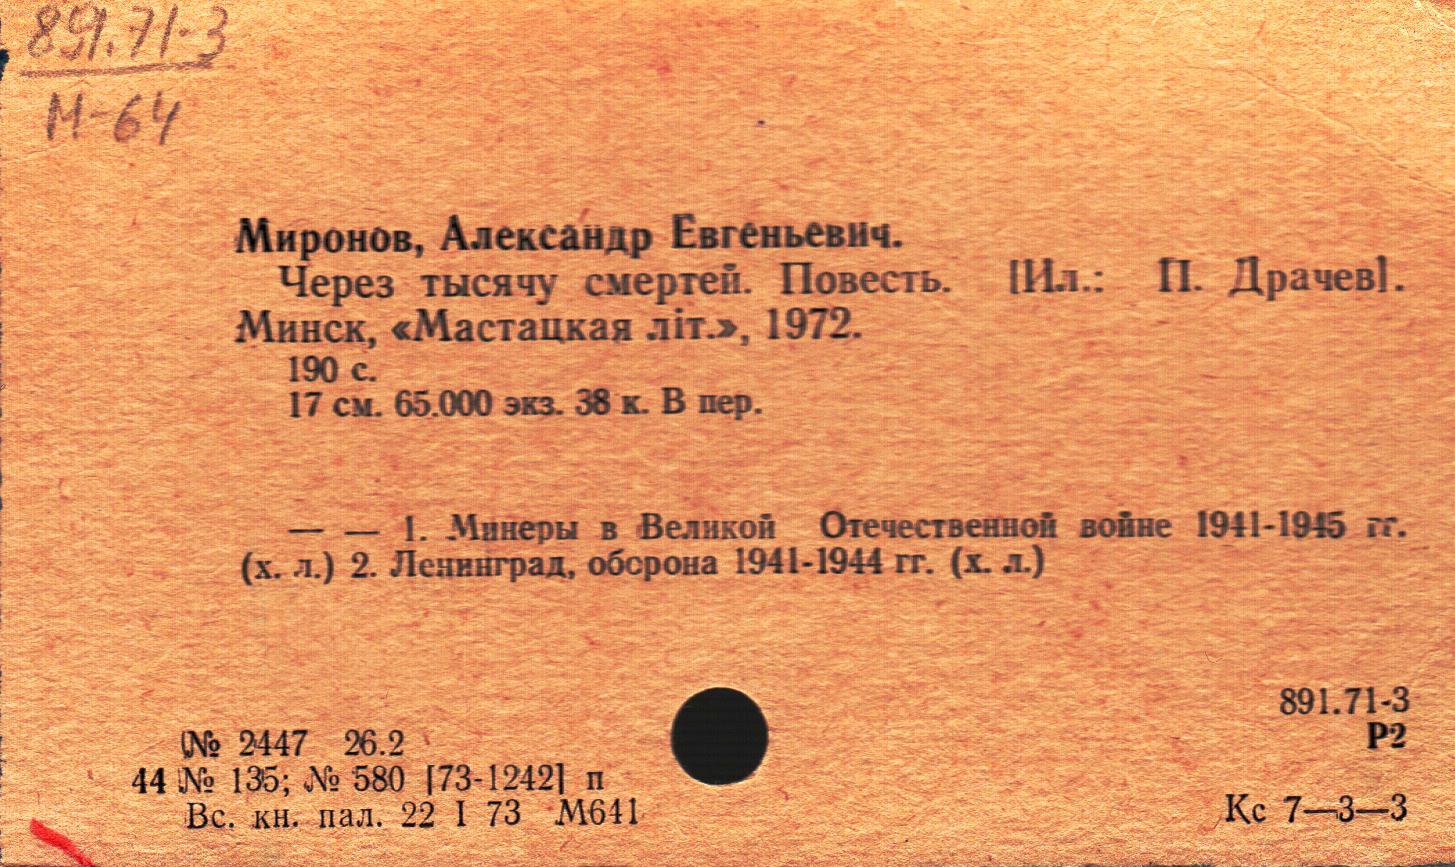 891.71-3
М-64
Миронов, Александр Евгеньевич.
Через тысячу смертей. Повесть. [Ил.: П. Драчев].
Минск, «Мастацкая літ.», 1972.
190 с.
17 см. 65.000 экз. 38 к. В пер.
— — 1. Минеры в Великой Отечественной войне 1941-1945 гг.
(х. л.) 2. Ленинград, оборона 1941-1944 гг. (х. л.)
891.71-3
Р2
№ 2447 26.2
44 № 135; № 580 [73-1242] п
Вс. кн. пал. 22 I 73 М641
Кс 7—3—3